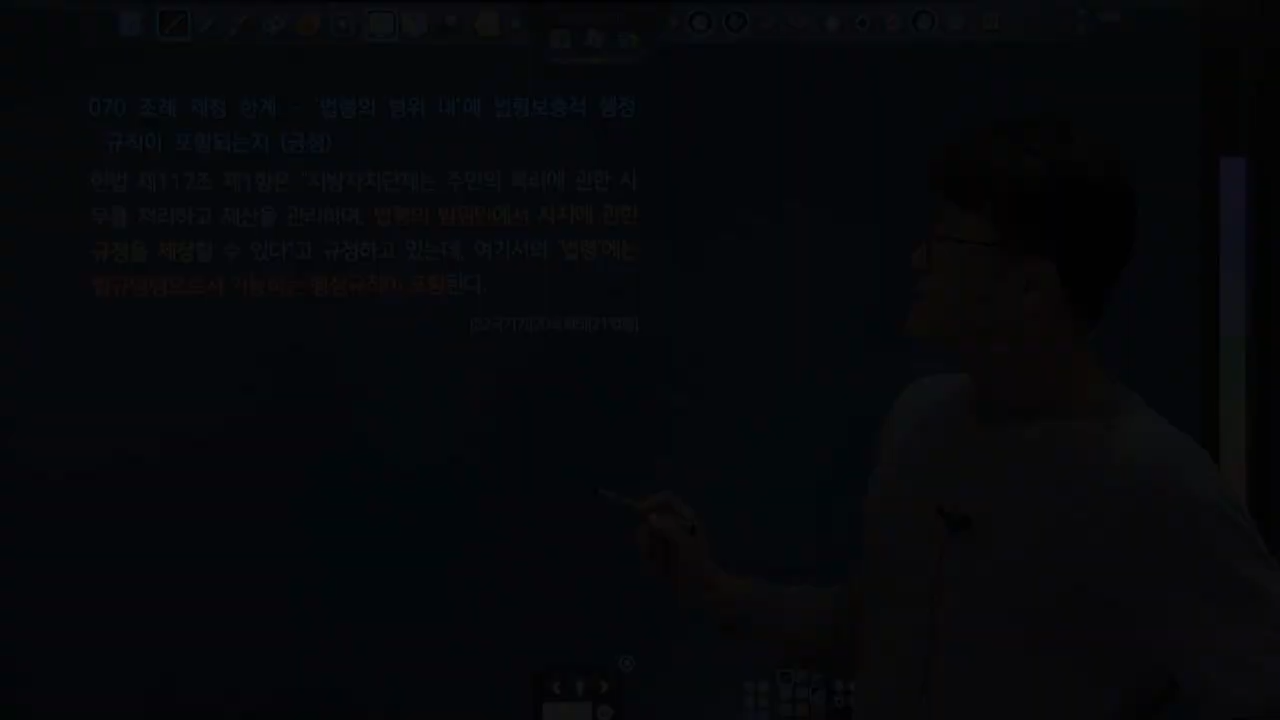 070 조례 제정 한계 - '법령의 범위 내'에 법령보충적 행정
규칙이 포함되는지 (긍정)
헌법 제117조 제1항은 "지방자치단체는 주민의 복리에 관한 사
무를 처리하고 재산을 관리하며, 법령의 범위안에서 자치에 관한
규정을 제정할 수 있다"고 규정하고 있는데, 여기서의 '법령'에는
법규명령으로서 기능하는 행정규칙이 포함된다.